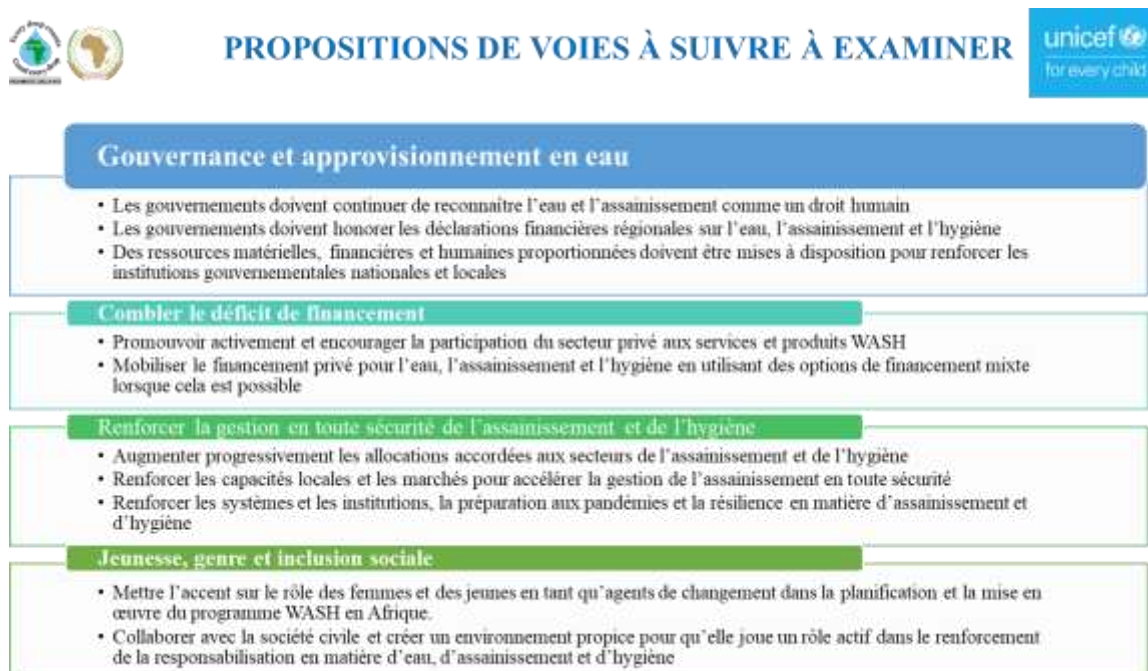 PROPOSITIONS DE VOIES À SUIVRE À EXAMINER
unicef
for every child
Gouvernance et approvisionnement en eau
• Les gouvernements doivent continuer de reconnaître l'eau et l'assainissement comme un droit humain
• Les gouvernements doivent honorer les déclarations financières régionales sur l'eau, l'assainissement et l'hygiène
• Des ressources matérielles, financières et humaines proportionnées doivent être mises à disposition pour renforcer les
institutions gouvernementales nationales et locales
Combler le déficit de financement
• Promouvoir activement et encourager la participation du secteur privé aux services et produits WASH
• Mobiliser le financement privé pour l'eau, l'assainissement et l'hygiène en utilisant des options de financement mixte
lorsque cela est possible
Renforcer la gestion en toute sécurité de l'assainissement et de l'hygiène
• Augmenter progressivement les allocations accordées aux secteurs de l'assainissement et de l'hygiène
• Renforcer les capacités locales et les marchés pour accélérer la gestion de l'assainissement en toute sécurité
• Renforcer les systèmes et les institutions, la préparation aux pandémies et la résilience en matière d'assainissement et
d'hygiène
Jeunesse, genre et inclusion sociale
• Mettre l'accent sur le rôle des femmes et des jeunes en tant qu'agents de changement dans la planification et la mise en
œuvre du programme WASH en Afrique.
• Collaborer avec la société civile et créer un environnement propice pour qu'elle joue un rôle actif dans le renforcement
de la responsabilisation en matière d'eau, d'assainissement et d'hygiène